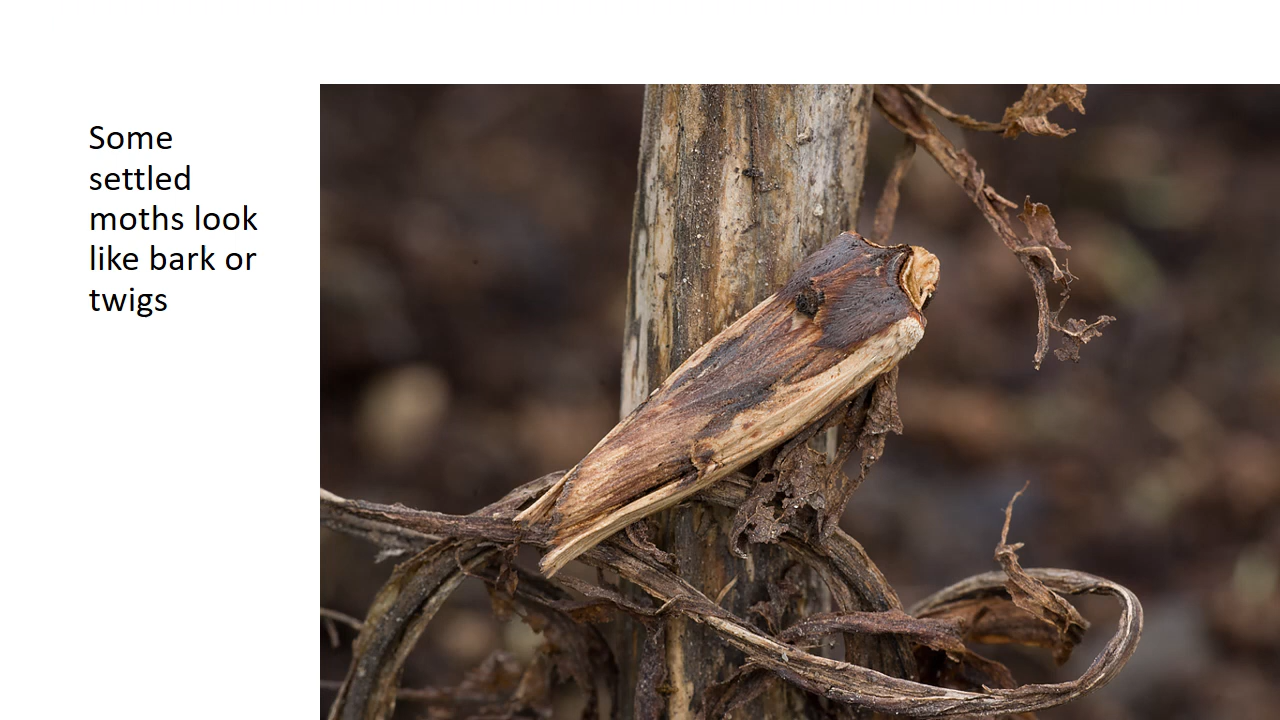 Some
settled
moths look
like bark or
twigs